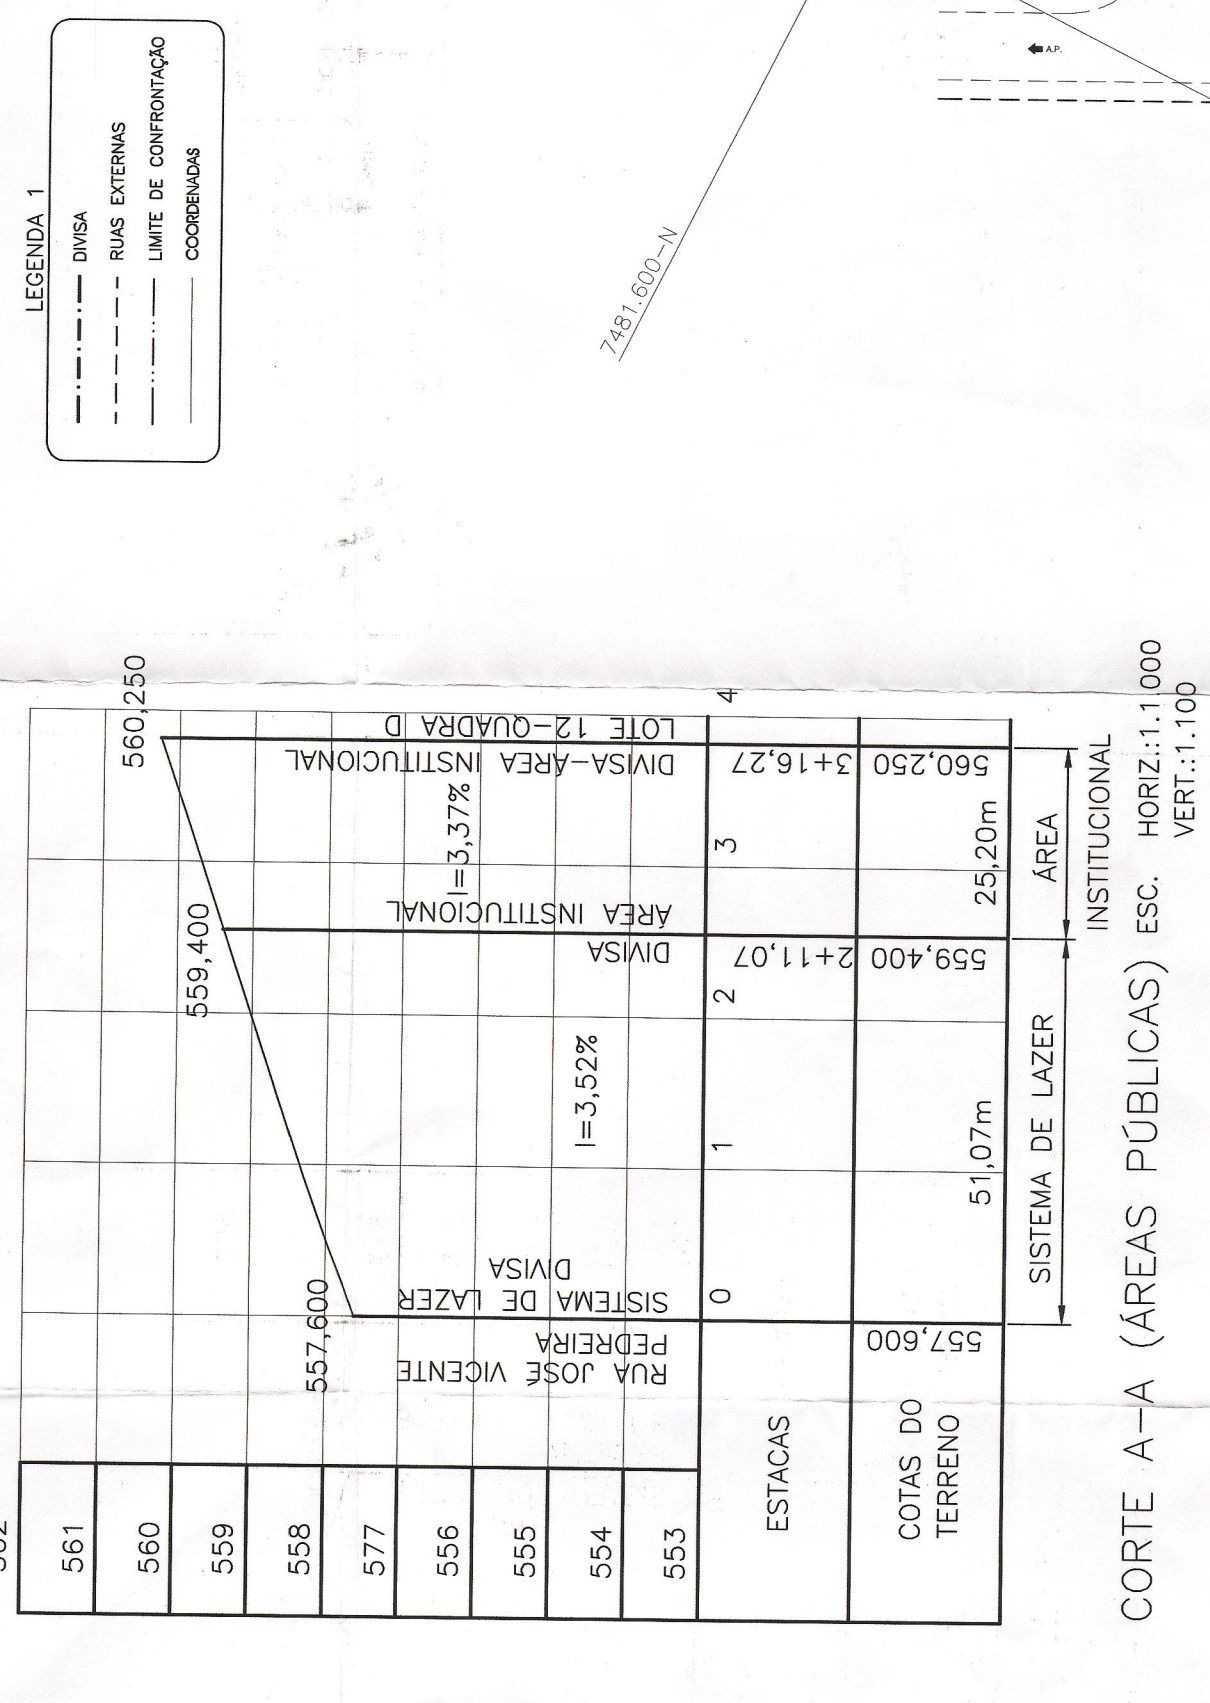 LEGENDA 1
DIVISA
RUAS EXTERNAS
LIMITE DE CONFRONTAÇÃO
COORDENADAS
A.P.
7481.600-N
561
560
559
558
577
556
555
554
553
557,600
559,400
560,250
RUA JOSÉ VICENTE
PEDREIRA
SISTEMA DE LAZER
DIVISA
I=3,52%
DIVISA
ÁREA INSTITUCIONAL
I=3,37%
DIVISA-ÁREA INSTITUCIONAL
LOTE 12-QUADRA D
ESTACAS
0
1
2
2+11,07
3
3+16,27
4
COTAS DO
TERRENO
557,600
51,07m
559,400
25,20m
560,250
SISTEMA DE LAZER
ÁREA
INSTITUCIONAL
CORTE A-A (ÁREAS PÚBLICAS) ESC. HORIZ.:1.1.000
VERT.:1.100